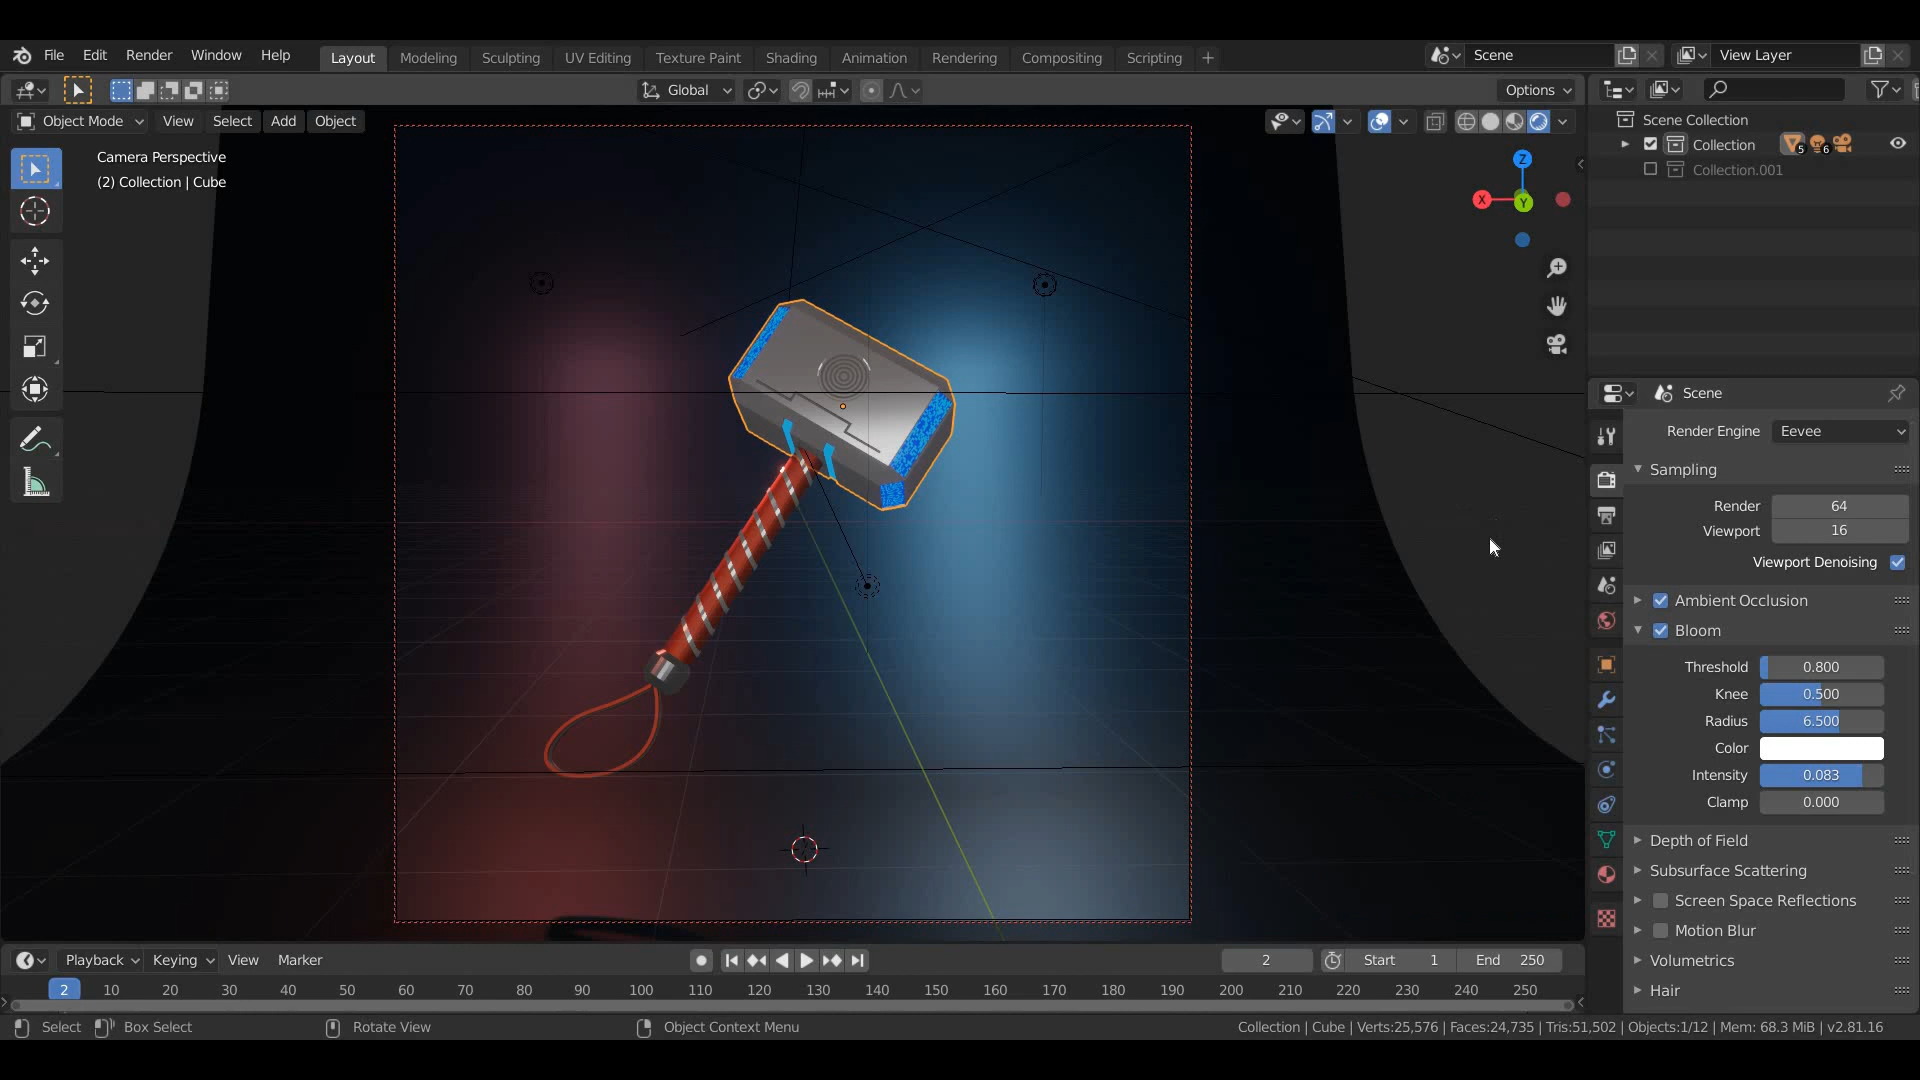 File Edit Render Window Help Layout Modeling Sculpting UV Editing Texture Paint Shading Animation Rendering Compositing Scripting + Scene View Layer
Global Options
Object Mode View Select Add Object
Camera Perspective
(2) Collection | Cube
Z
X
Y
Scene Collection
Collection 5 6
Collection.001
Scene
Render Engine Eevee
Sampling
Render 64
Viewport 16
Viewport Denoising
Ambient Occlusion
Bloom
Threshold 0.800
Knee 0.500
Radius 6.500
Color
Intensity 0.083
Clamp 0.000
Depth of Field
Subsurface Scattering
Screen Space Reflections
Motion Blur
Volumetrics
Hair
Playback Keying View Marker 2 Start 1 End 250
2 10 20 30 40 50 60 70 80 90 100 110 120 130 140 150 160 170 180 190 200 210 220 230 240 250
Select Box Select Rotate View Object Context Menu Collection | Cube | Verts:25,576 | Faces:24,735 | Tris:51,502 | Objects:1/12 | Mem: 68.3 MiB | v2.81.16